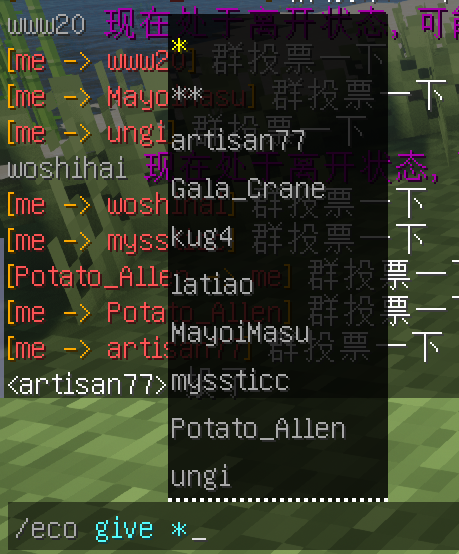 www20 现在处于离开状态,可能
[me -> www20] 群投票一下
[me -> MayoiMasu] 群投票一下
[me -> ungi] 群投票一下
woshihai 现在处于离开状态,
[me -> woshihai] 群投票一下
[me -> myssticc] 群投票一下
[Potato_Allen -> me] 群投票一下
[me -> Potato_Allen] 群投票一下
[me -> artisan77] 群投票一下
<artisan77>
*
**
artisan77
Gala_Crane
kug4
latiao
MayoiMasu
myssticc
Potato_Allen
ungi
/eco give *_